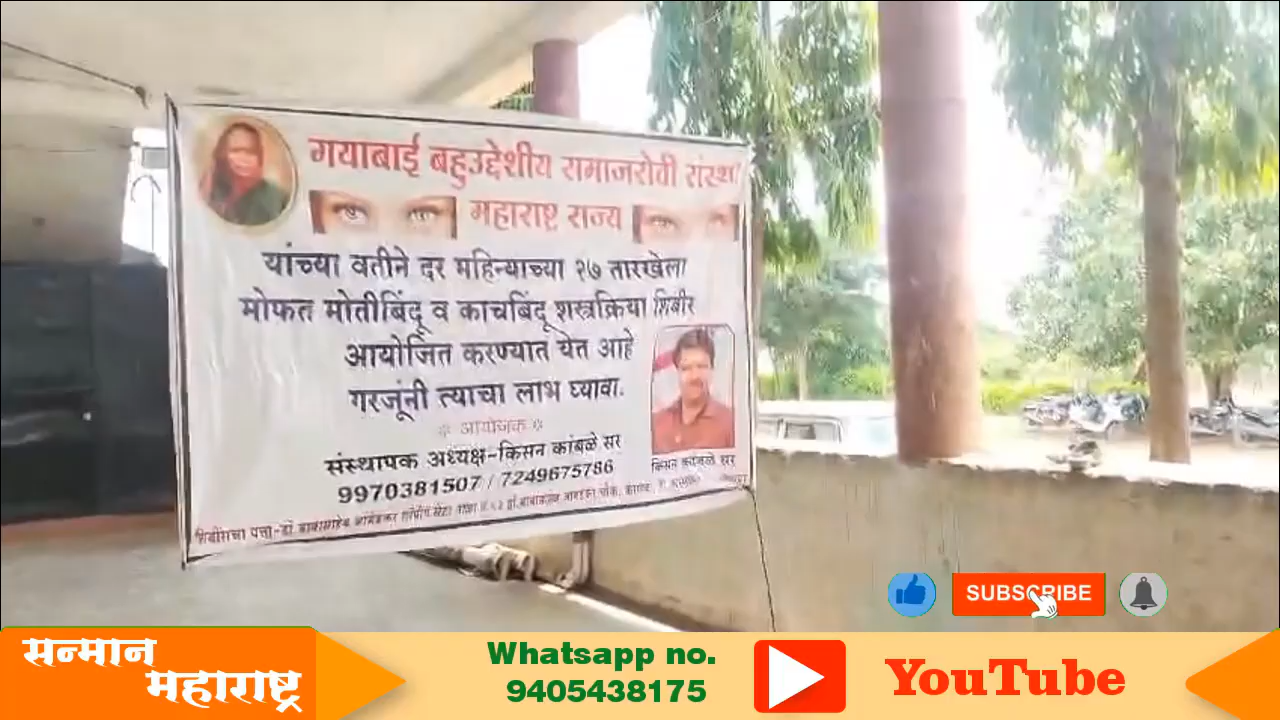 गयाबाई बहुउद्देशीय समाजसेवी संस्था
महाराष्ट्र राज्य
यांच्या वतीने दर महिन्याच्या २७ तारखेला
मोफत मोतीबिंदू व काचबिंदू शस्त्रक्रिया शिबीर
आयोजित करण्यात येत आहे
गरजूंनी त्याचा लाभ घ्यावा.
आयोजक
संस्थापक अध्यक्ष-किसन कांबळे सर
9970381507 / 7249675786
किसन कांबळे सर
पत्ता-डॉ. बाबासाहेब आंबेडकर
SUBSCRIBE
सन्मान
महाराष्ट्र
Whatsapp no.
9405438175
YouTube